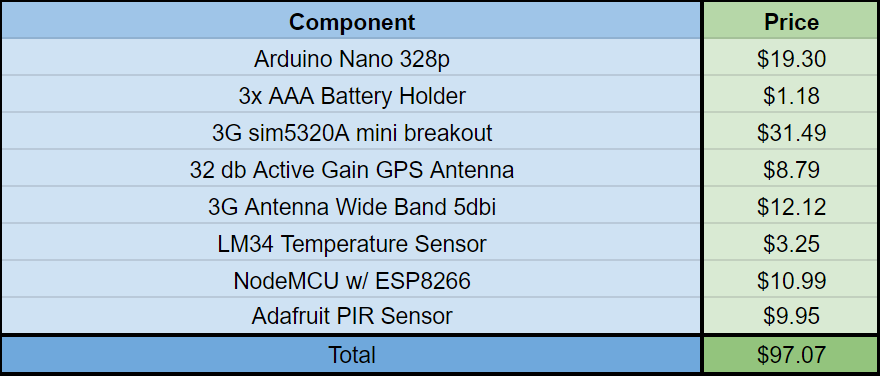 Component Price
Arduino Nano 328p $19.30
3x AAA Battery Holder $1.18
3G sim5320A mini breakout $31.49
32 db Active Gain GPS Antenna $8.79
3G Antenna Wide Band 5dbi $12.12
LM34 Temperature Sensor $3.25
NodeMCU w/ ESP8266 $10.99
Adafruit PIR Sensor $9.95
Total $97.07